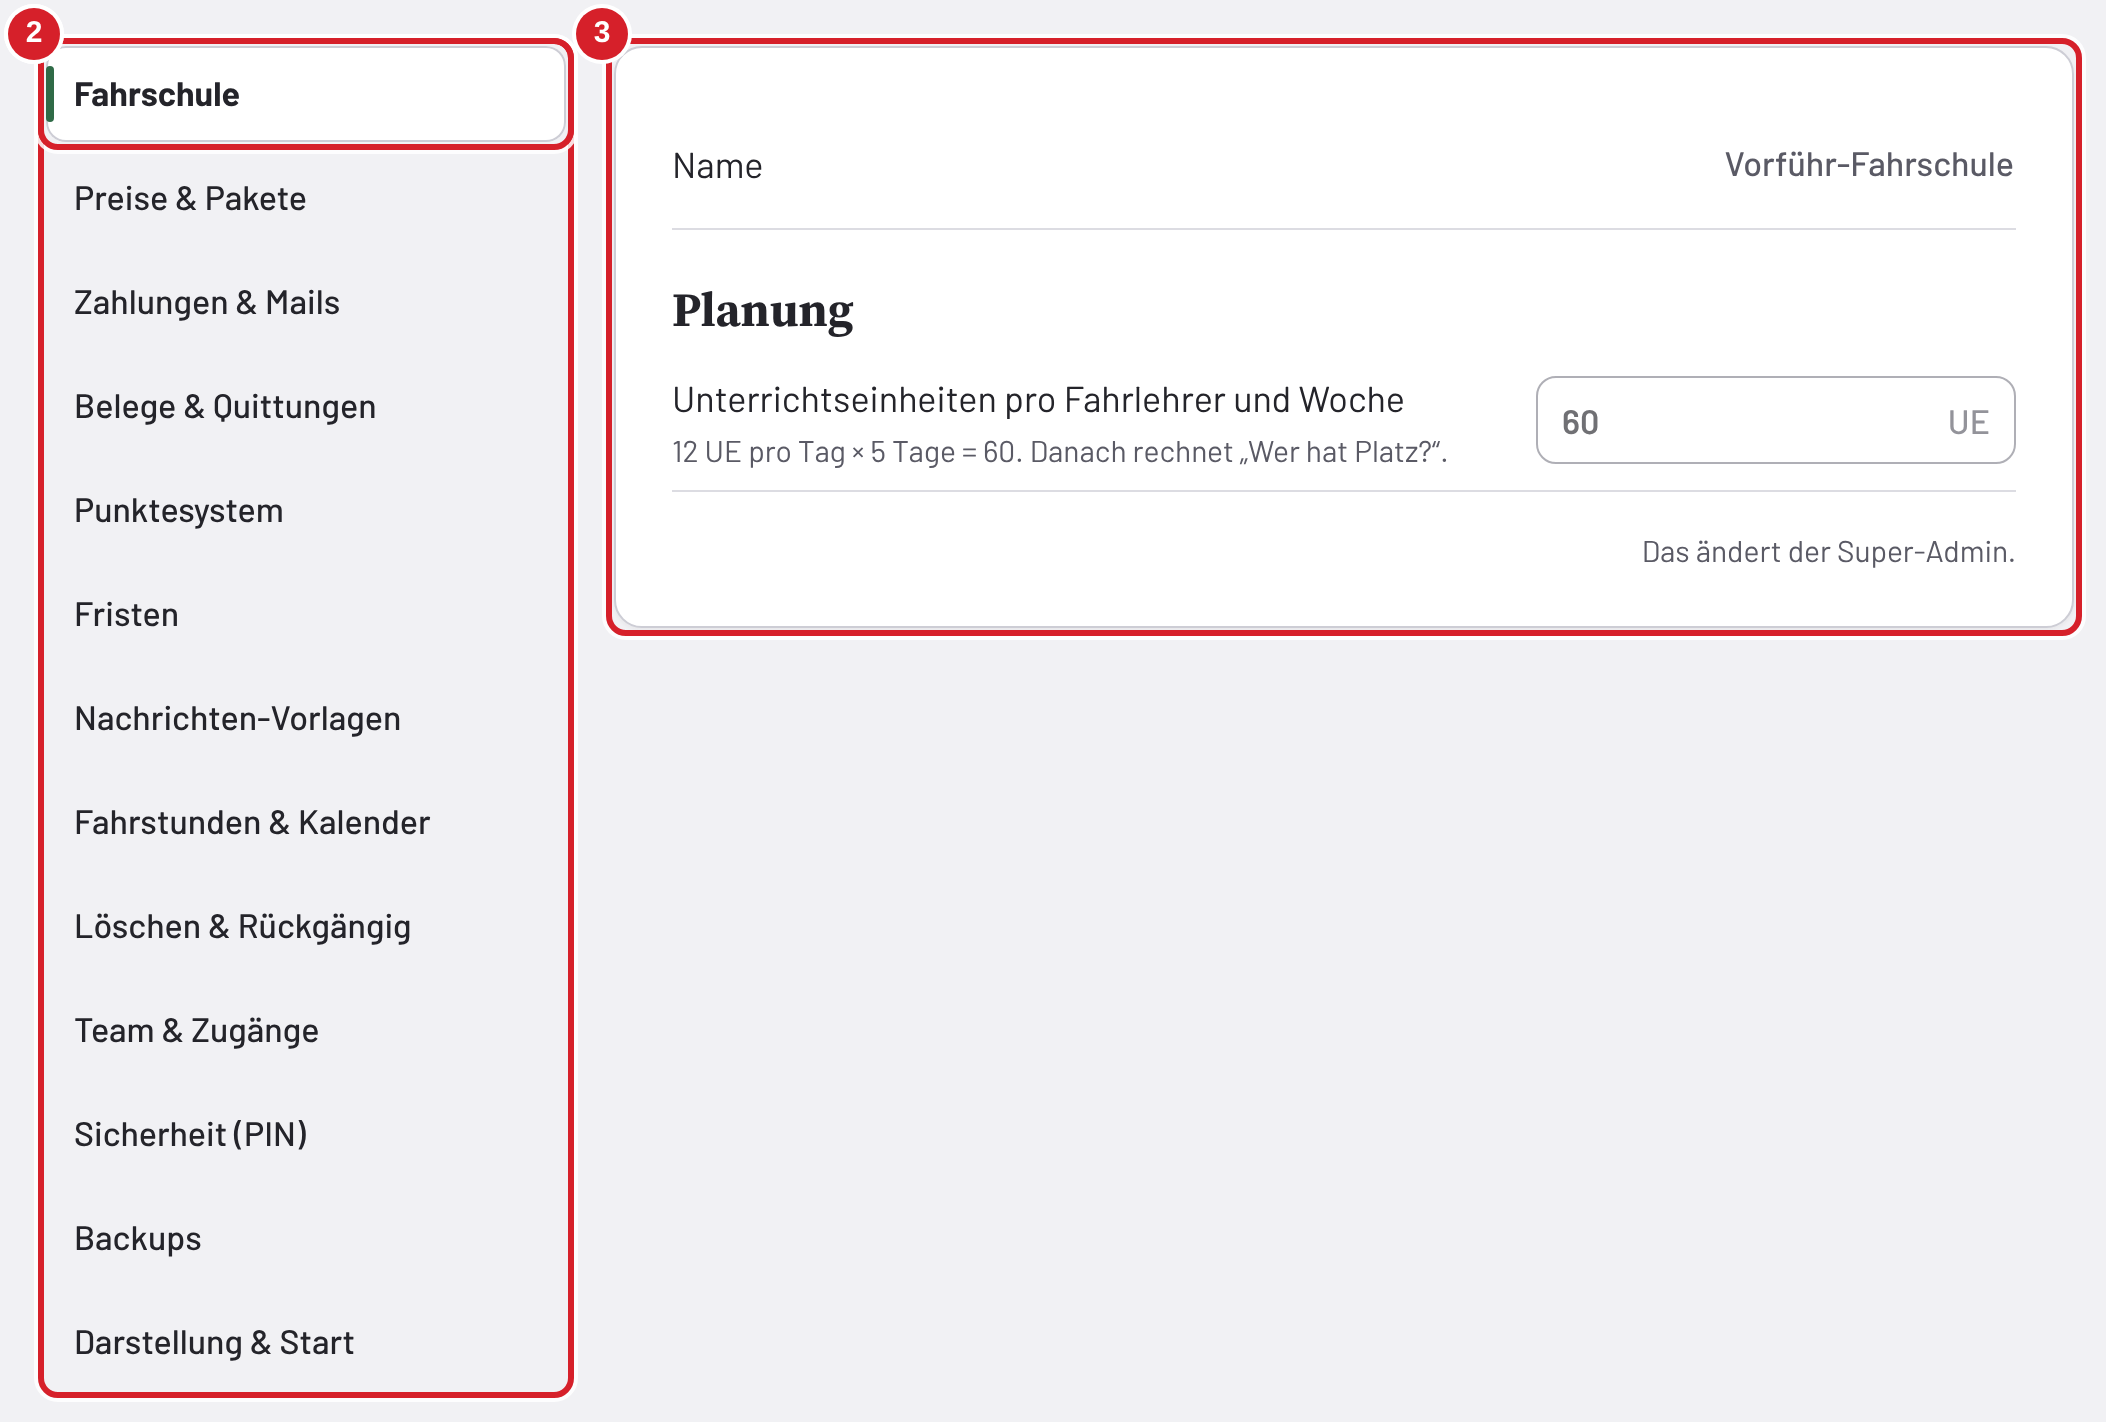 2
Fahrschule
Preise & Pakete
Zahlungen & Mails
Belege & Quittungen
Punktesystem
Fristen
Nachrichten-Vorlagen
Fahrstunden & Kalender
Löschen & Rückgängig
Team & Zugänge
Sicherheit (PIN)
Backups
Darstellung & Start
3
Name
Vorführ-Fahrschule
Planung
Unterrichtseinheiten pro Fahrlehrer und Woche
12 UE pro Tag × 5 Tage = 60. Danach rechnet „Wer hat Platz?“.
60 UE
Das ändert der Super-Admin.